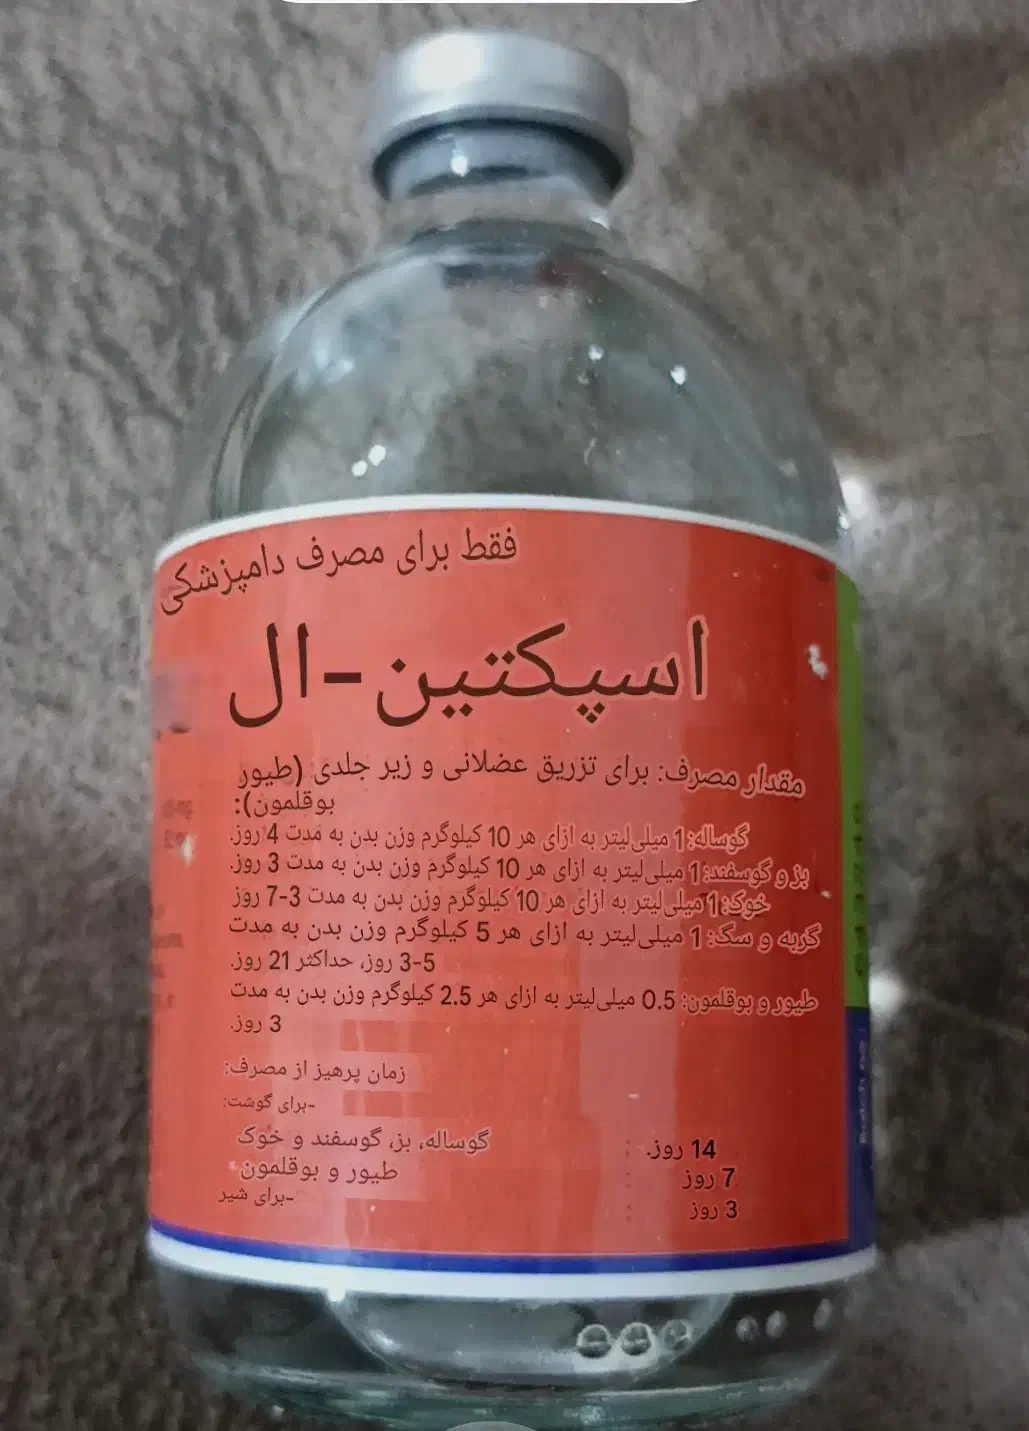 فقط برای مصرف دامپزشکی
اسپکتین-ال
مقدار مصرف: برای تزریق عضلانی و زیر جلدی (طیور
بوقلمون):
گوساله: 1 میلی‌لیتر به ازای هر 10 کیلوگرم وزن بدن به مدت 4 روز.
بز و گوسفند: 1 میلی‌لیتر به ازای هر 10 کیلوگرم وزن بدن به مدت 3 روز.
خوک: 1 میلی‌لیتر به ازای هر 10 کیلوگرم وزن بدن به مدت 3-7 روز
گربه و سگ: 1 میلی‌لیتر به ازای هر 5 کیلوگرم وزن بدن به مدت
3-5 روز، حداکثر 21 روز.
طیور و بوقلمون: 0.5 میلی‌لیتر به ازای هر 2.5 کیلوگرم وزن بدن به مدت
3 روز.
زمان پرهیز از مصرف:
-برای گوشت:
گوساله، بز، گوسفند و خوک : 14 روز.
طیور و بوقلمون : 7 روز
-برای شیر : 3 روز
Batch no